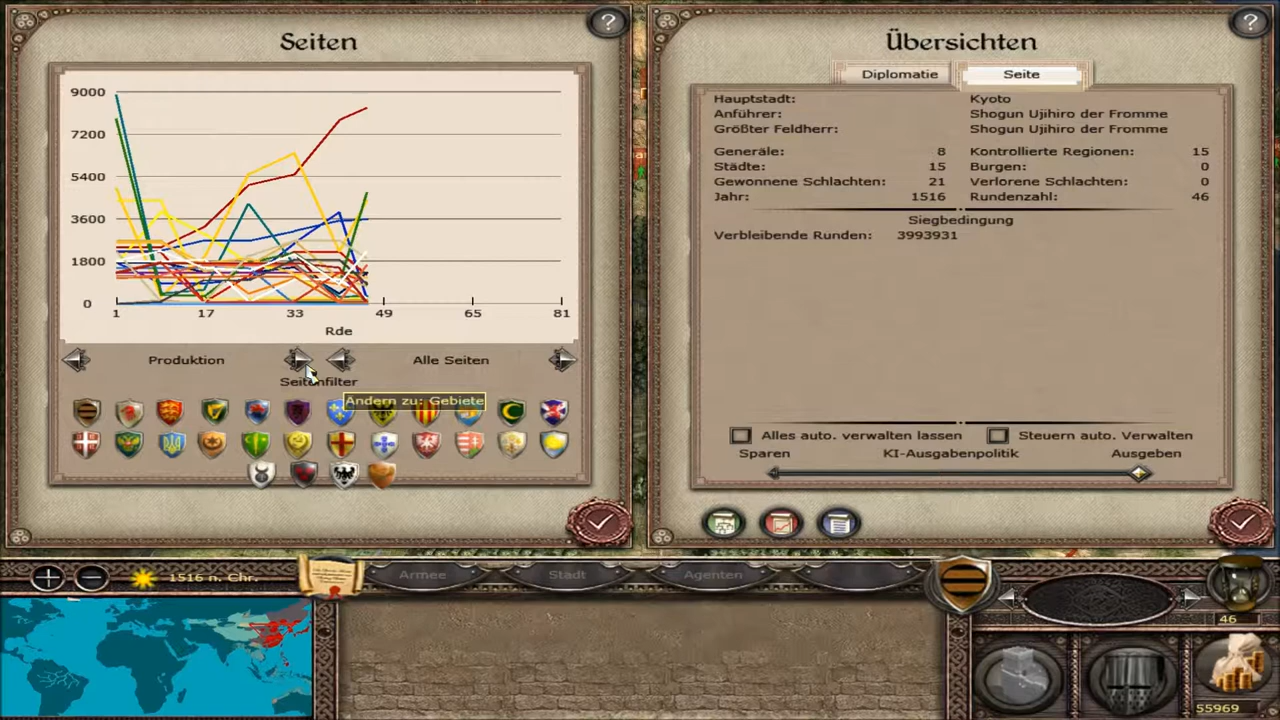 Seiten
?
9000
7200
5400
3600
1800
0
1 17 33 49 65 81
Rde
Produktion
Alle Seiten
Seitenfilter
Ändern zu: Gebiete
Übersichten
?
Diplomatie
Seite
Hauptstadt: Kyoto
Anführer: Shogun Ujihiro der Fromme
Größter Feldherr: Shogun Ujihiro der Fromme
Generäle: 8 Kontrollierte Regionen: 15
Städte: 15 Burgen: 0
Gewonnene Schlachten: 21 Verlorene Schlachten: 0
Jahr: 1516 Rundenzahl: 46
Siegbedingung
Verbleibende Runden: 3993931
Alles auto. verwalten lassen
Steuern auto. Verwalten
Sparen KI-Ausgabenpolitik Ausgeben
1516 n. Chr.
Armee
Stadt
Agenten
46
55969